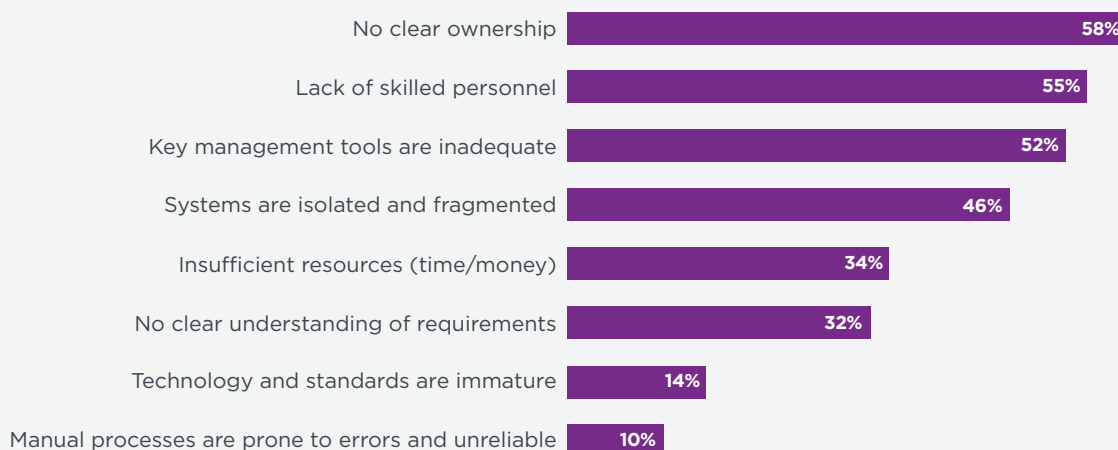 No clear ownership 58%
Lack of skilled personnel 55%
Key management tools are inadequate 52%
Systems are isolated and fragmented 46%
Insufficient resources (time/money) 34%
No clear understanding of requirements 32%
Technology and standards are immature 14%
Manual processes are prone to errors and unreliable 10%